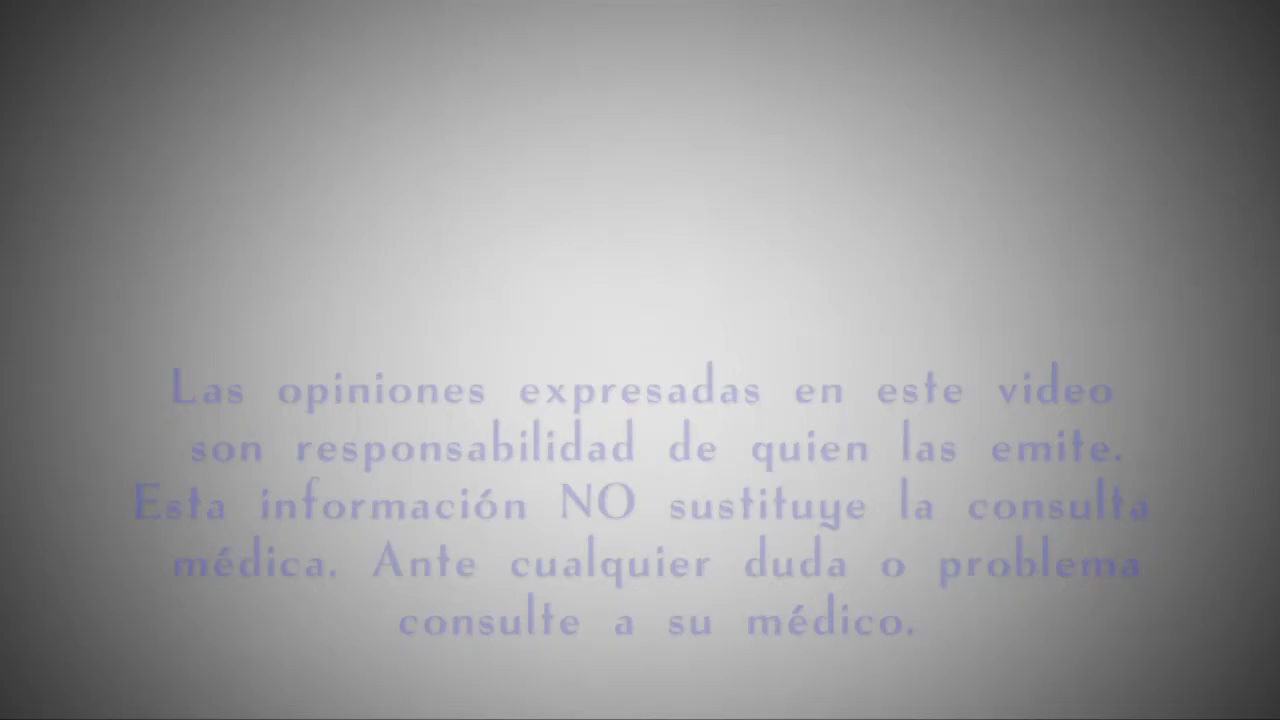 Las opiniones expresadas en este video
son responsabilidad de quien las emite.
Esta información NO sustituye la consulta
médica. Ante cualquier duda o problema
consulte a su médico.